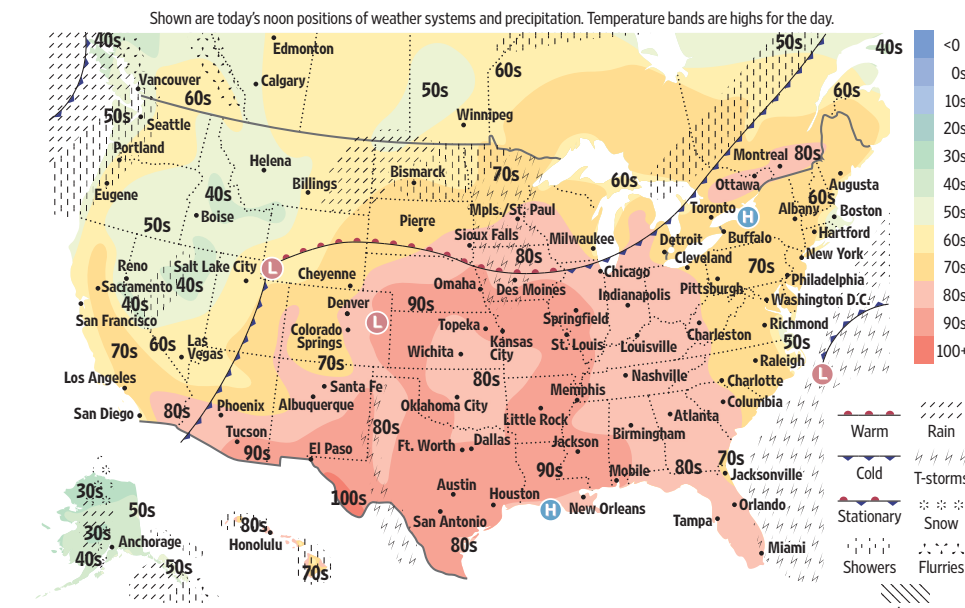 Shown are today's noon positions of weather systems and precipitation. Temperature bands are highs for the day.
40s
Edmonton
50s
40s
<0
Vancouver
Calgary
60s
0s
60s
50s
60s
10s
50s
Seattle
Winnipeg
20s
Portland
Montreal
80s
30s
Helena
Bismarck
70s
60s
Ottawa
Augusta
40s
Eugene
40s
Billings
60s
50s
50s
Boise
Pierre
Mpls./St. Paul
Toronto
H
Albany
Boston
60s
Sioux Falls
Milwaukee
Detroit
Buffalo
Hartford
70s
Reno
Salt Lake City
L
Cheyenne
80s
Chicago
Cleveland
70s
New York
80s
Sacramento
40s
40s
Omaha
Des Moines
Indianapolis
Pittsburgh
Philadelphia
90s
Denver
L
90s
Washington D.C.
100+
San Francisco
Colorado
Springs
Topeka
Kansas
City
Springfield
St. Louis
Louisville
Charleston
Richmond
50s
70s
60s
Las
Vegas
70s
Wichita
Raleigh
L
Los Angeles
Santa Fe
80s
Memphis
Nashville
Charlotte
San Diego
80s
Phoenix
Albuquerque
Oklahoma City
Little Rock
Atlanta
Columbia
Tucson
80s
Birmingham
Warm
Rain
90s
El Paso
Ft. Worth
Dallas
Jackson
90s
Mobile
80s
70s
Jacksonville
Cold
T-storms
30s
100s
Austin
Houston
H
New Orleans
Orlando
50s
San Antonio
Tampa
Stationary
Snow
30s
Anchorage
80s
Honolulu
80s
Miami
40s
50s
70s
Showers
Flurries